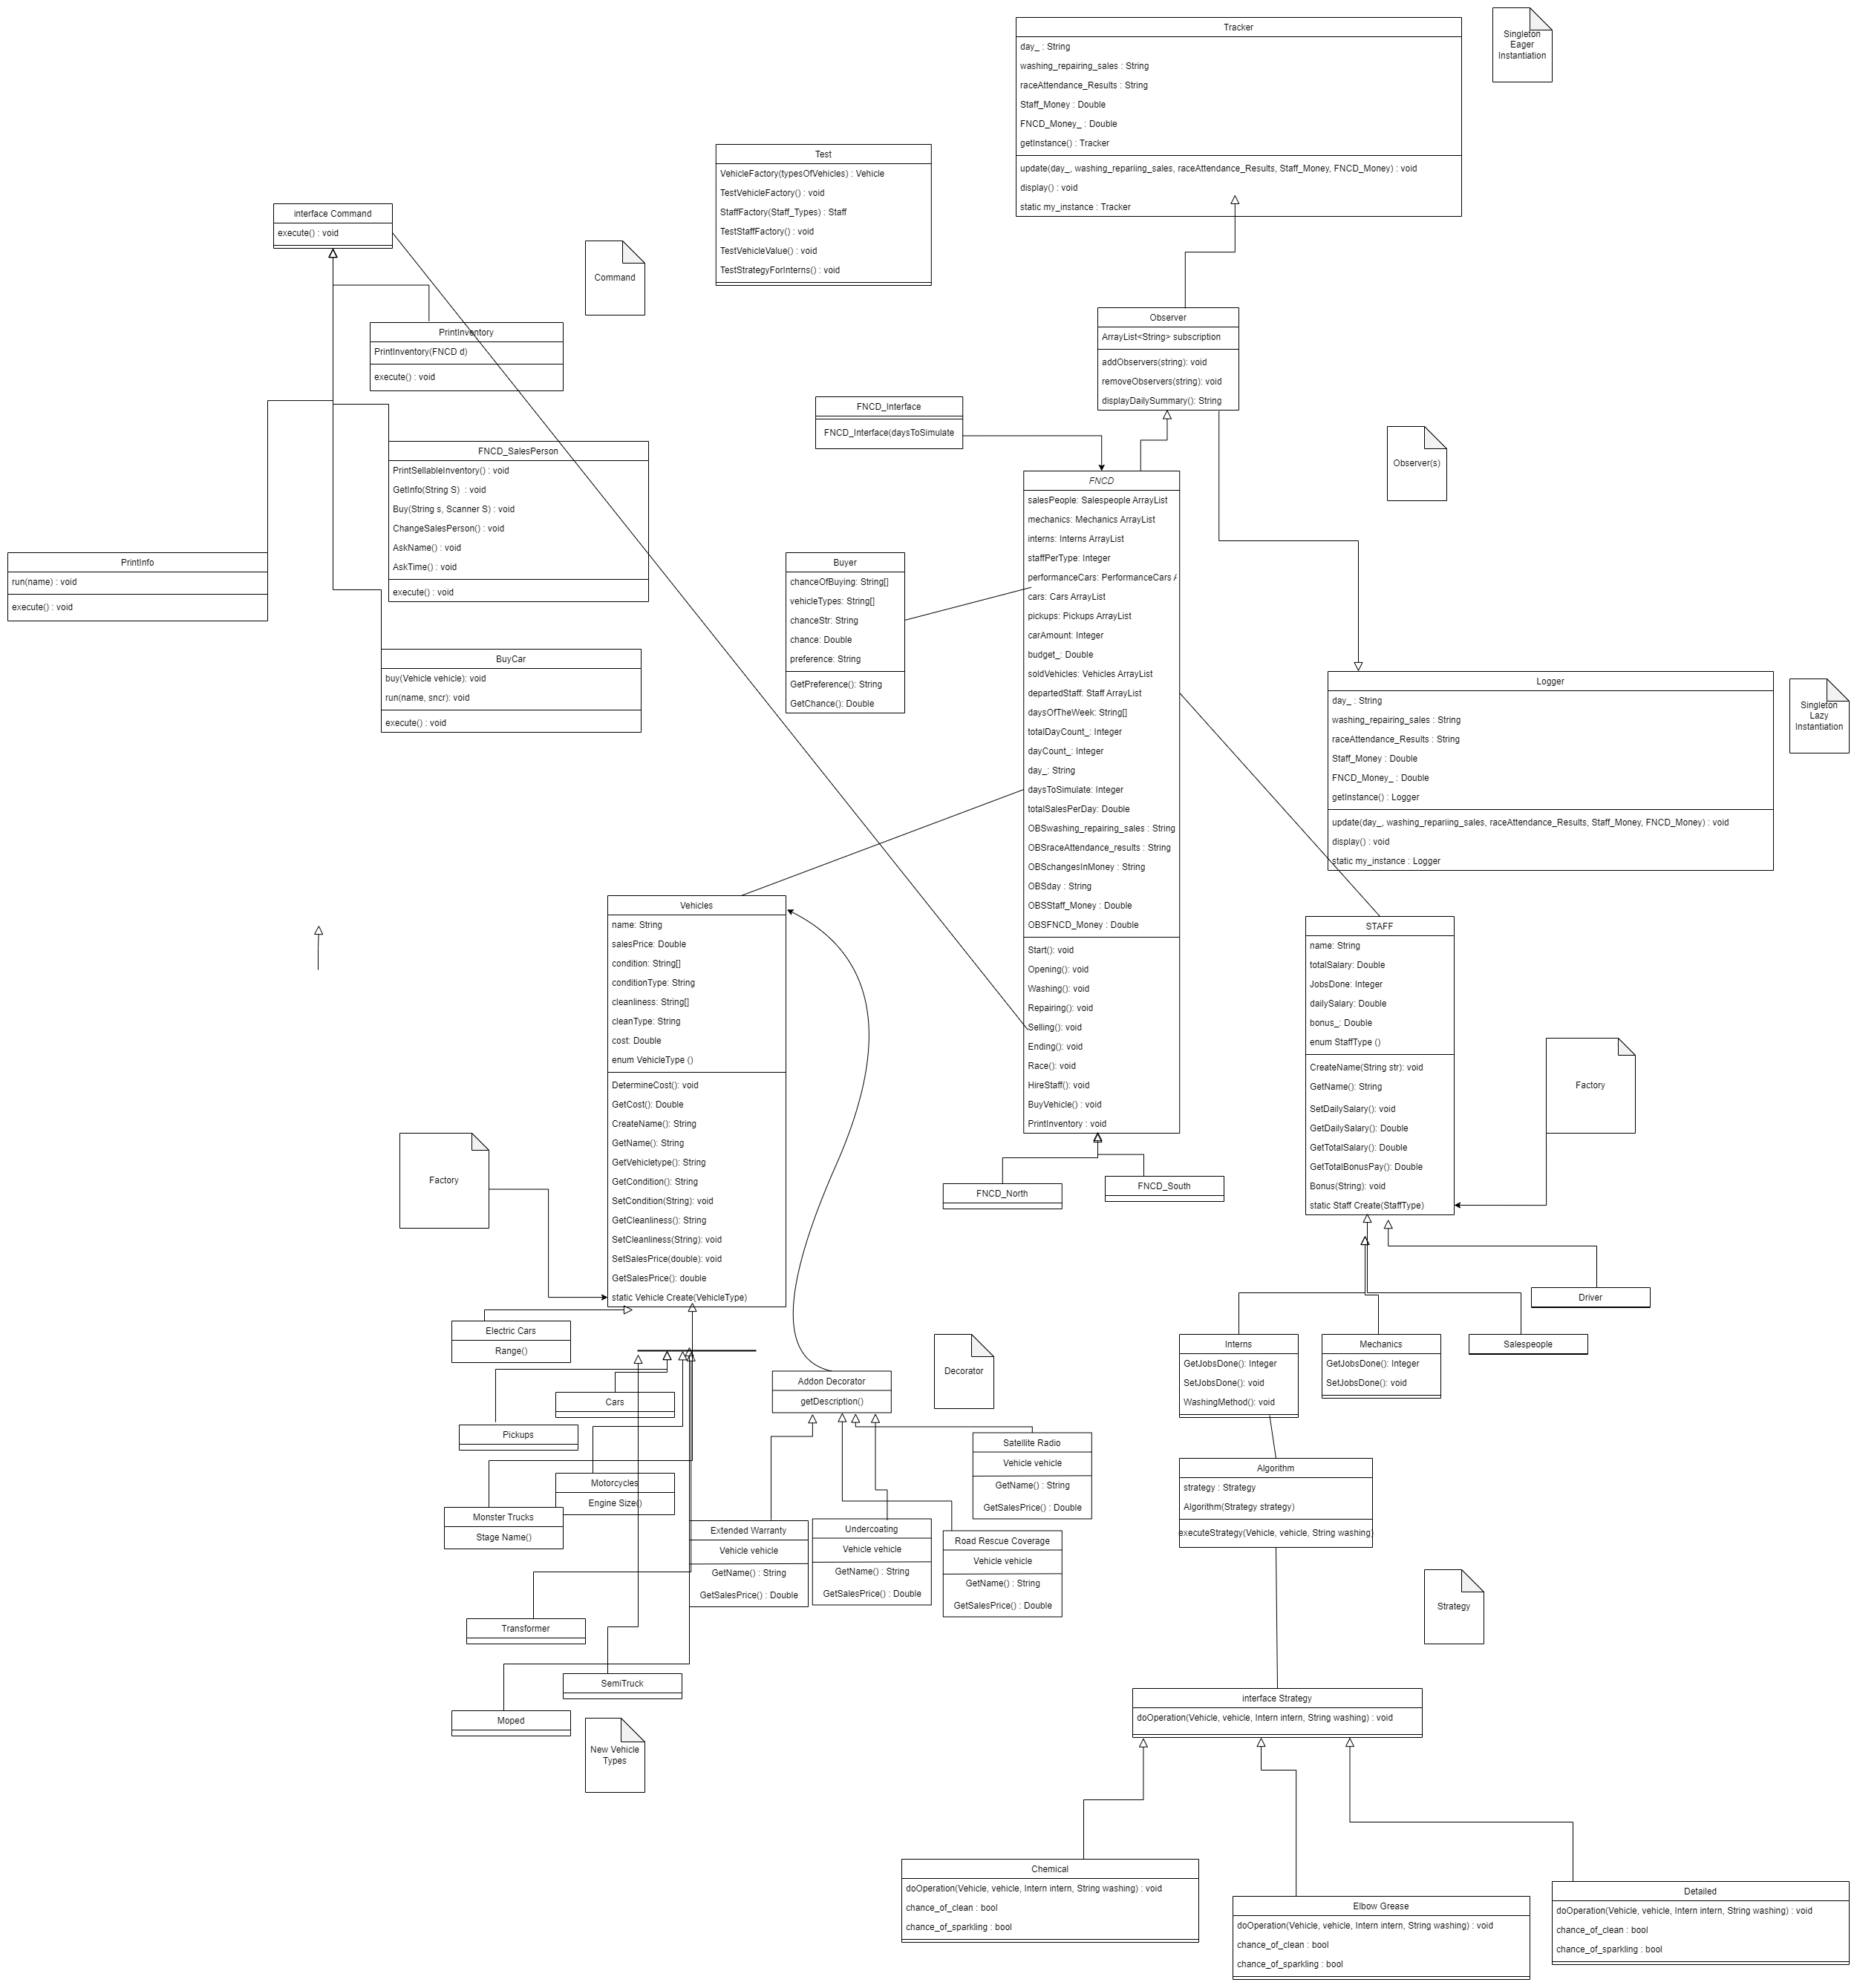 Tracker
day_ : String
washing_repairing_sales : String
raceAttendance_Results : String
Staff_Money : Double
FNCD_Money_ : Double
getInstance() : Tracker
update(day_, washing_repariing_sales, raceAttendance_Results, Staff_Money, FNCD_Money) : void
display() : void
static my_instance : Tracker
Singleton
Eager
Instantiation
Test
VehicleFactory(typesOfVehicles) : Vehicle
TestVehicleFactory() : void
StaffFactory(Staff_Types) : Staff
TestStaffFactory() : void
TestVehicleValue() : void
TestStrategyForInterns() : void
interface Command
execute() : void
Command
PrintInventory
PrintInventory(FNCD d)
execute() : void
Observer
ArrayList<String> subscription
addObservers(string): void
removeObservers(string): void
displayDailySummary(): String
FNCD_Interface
FNCD_Interface(daysToSimulate
Observer(s)
FNCD_SalesPerson
PrintSellableInventory() : void
GetInfo(String S)  : void
Buy(String s, Scanner S) : void
ChangeSalesPerson() : void
AskName() : void
AskTime() : void
execute() : void
PrintInfo
run(name) : void
execute() : void
BuyCar
buy(Vehicle vehicle): void
run(name, sncr): void
execute() : void
Buyer
chanceOfBuying: String[]
vehicleTypes: String[]
chanceStr: String
chance: Double
preference: String
GetPreference(): String
GetChance(): Double
FNCD
salesPeople: Salespeople ArrayList
mechanics: Mechanics ArrayList
interns: Interns ArrayList
staffPerType: Integer
performanceCars: PerformanceCars A
cars: Cars ArrayList
pickups: Pickups ArrayList
carAmount: Integer
budget_: Double
soldVehicles: Vehicles ArrayList
departedStaff: Staff ArrayList
daysOfTheWeek: String[]
totalDayCount_: Integer
dayCount_: Integer
day_: String
daysToSimulate: Integer
totalSalesPerDay: Double
OBSwashing_repairing_sales : String
OBSraceAttendance_results : String
OBSchangesInMoney : String
OBSday : String
OBSStaff_Money : Double
OBSFNCD_Money : Double
Start(): void
Opening(): void
Washing(): void
Repairing(): void
Selling(): void
Ending(): void
Race(): void
HireStaff(): void
BuyVehicle() : void
PrintInventory : void
FNCD_North
FNCD_South
Logger
day_ : String
washing_repairing_sales : String
raceAttendance_Results : String
Staff_Money : Double
FNCD_Money_ : Double
getInstance() : Logger
update(day_, washing_repariing_sales, raceAttendance_Results, Staff_Money, FNCD_Money) : void
display() : void
static my_instance : Logger
Singleton
Lazy
Instantiation
Vehicles
name: String
salesPrice: Double
condition: String[]
conditionType: String
cleanliness: String[]
cleanType: String
cost: Double
enum VehicleType ()
DetermineCost(): void
GetCost(): Double
CreateName(): String
GetName(): String
GetVehicletype(): String
GetCondition(): String
SetCondition(String): void
GetCleanliness(): String
SetCleanliness(String): void
SetSalesPrice(double): void
GetSalesPrice(): double
static Vehicle Create(VehicleType)
Factory
STAFF
name: String
totalSalary: Double
JobsDone: Integer
dailySalary: Double
bonus_: Double
enum StaffType ()
CreateName(String str): void
GetName(): String
SetDailySalary(): void
GetDailySalary(): Double
GetTotalSalary(): Double
GetTotalBonusPay(): Double
Bonus(String): void
static Staff Create(StaffType)
Factory
Driver
Interns
GetJobsDone(): Integer
SetJobsDone(): void
WashingMethod(): void
Mechanics
GetJobsDone(): Integer
SetJobsDone(): void
Salespeople
Electric Cars
Range()
Cars
Pickups
Motorcycles
Engine Size()
Monster Trucks
Stage Name()
Transformer
SemiTruck
Moped
New Vehicle
Types
Addon Decorator
getDescription()
Decorator
Satellite Radio
Vehicle vehicle
GetName() : String
GetSalesPrice() : Double
Extended Warranty
Vehicle vehicle
GetName() : String
GetSalesPrice() : Double
Undercoating
Vehicle vehicle
GetName() : String
GetSalesPrice() : Double
Road Rescue Coverage
Vehicle vehicle
GetName() : String
GetSalesPrice() : Double
Algorithm
strategy : Strategy
Algorithm(Strategy strategy)
executeStrategy(Vehicle, vehicle, String washing)
Strategy
interface Strategy
doOperation(Vehicle, vehicle, Intern intern, String washing) : void
Chemical
doOperation(Vehicle, vehicle, Intern intern, String washing) : void
chance_of_clean : bool
chance_of_sparkling : bool
Elbow Grease
doOperation(Vehicle, vehicle, Intern intern, String washing) : void
chance_of_clean : bool
chance_of_sparkling : bool
Detailed
doOperation(Vehicle, vehicle, Intern intern, String washing) : void
chance_of_clean : bool
chance_of_sparkling : bool